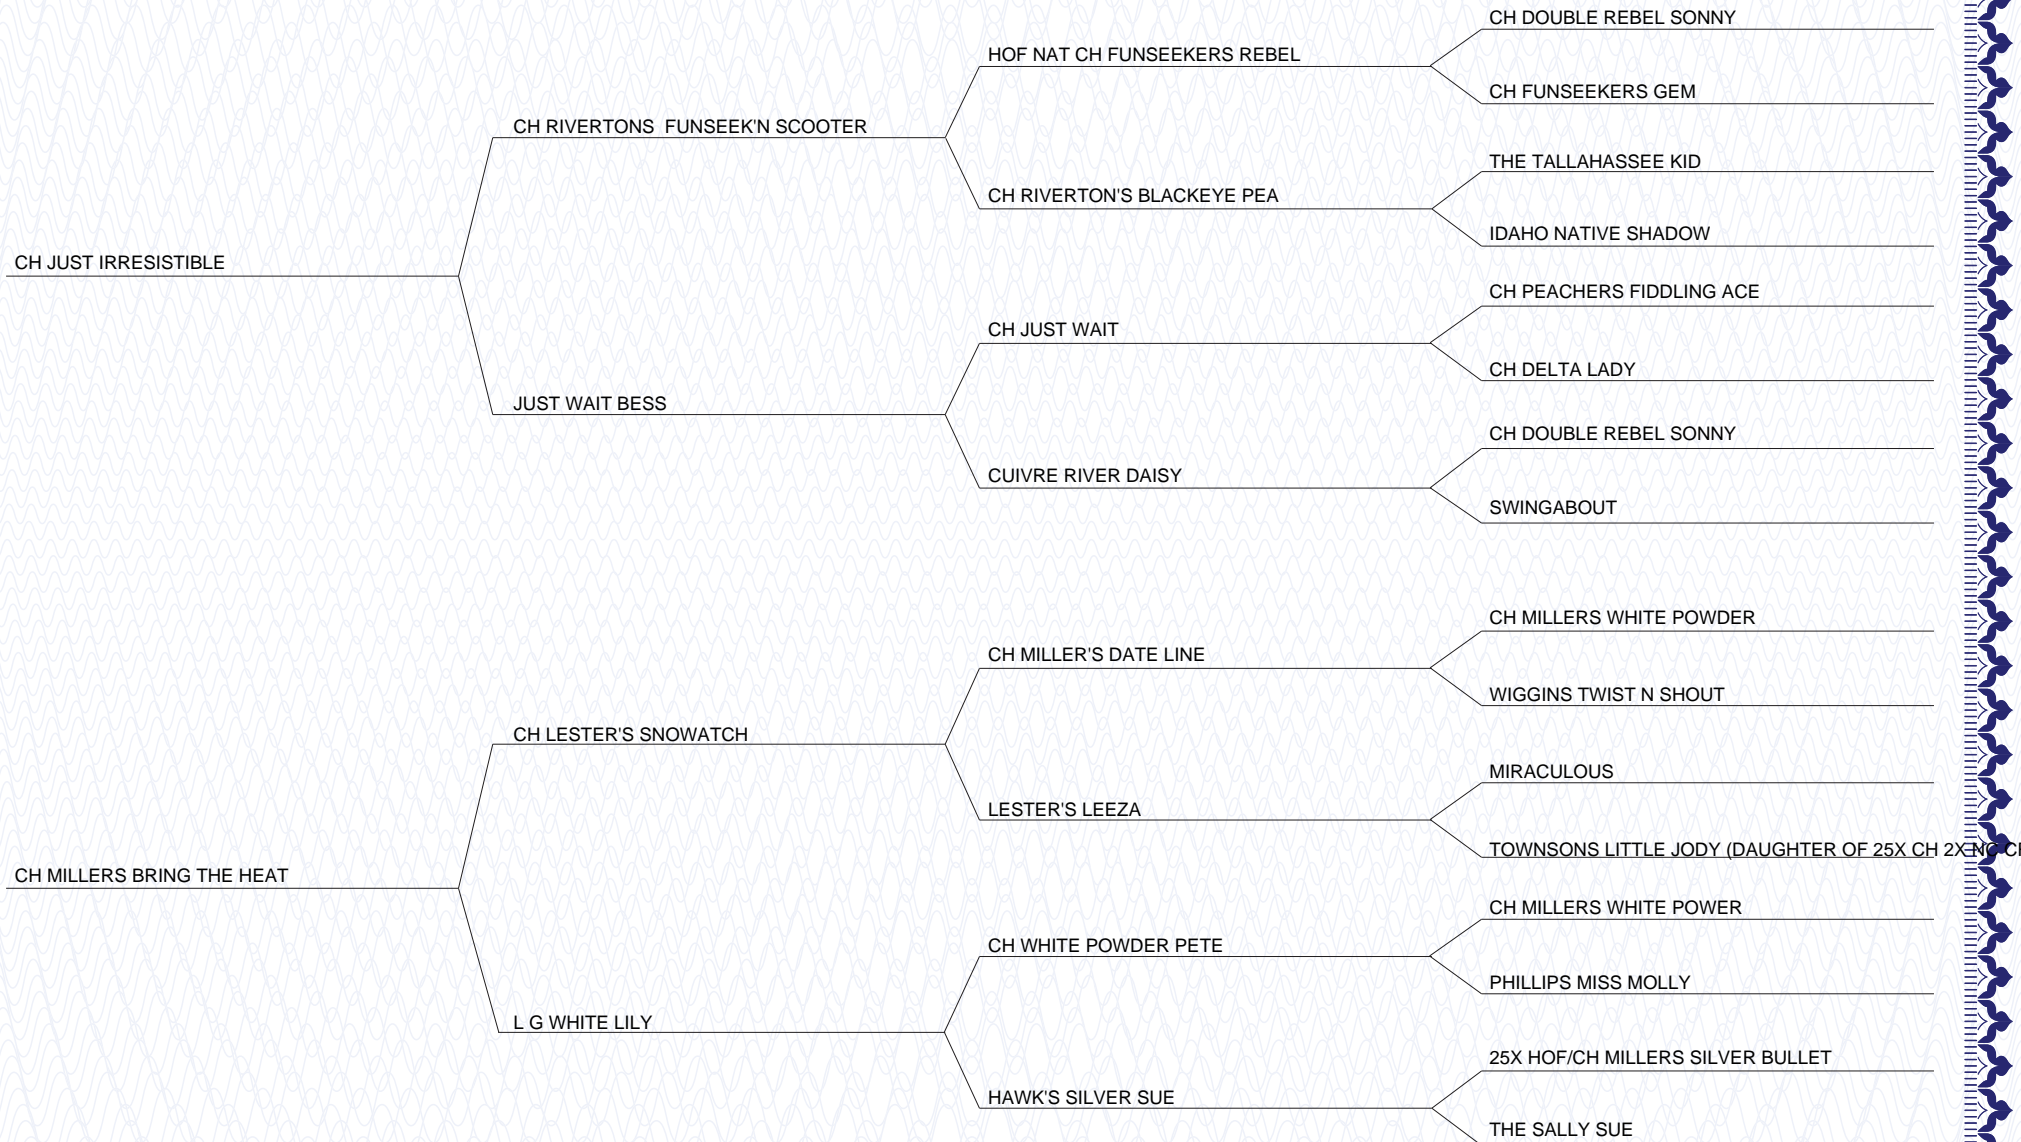 CH DOUBLE REBEL SONNY
HOF NAT CH FUNSEEKERS REBEL
CH FUNSEEKERS GEM
CH RIVERTONS  FUNSEEK'N SCOOTER
THE TALLAHASSEE KID
CH RIVERTON'S BLACKEYE PEA
IDAHO NATIVE SHADOW
CH JUST IRRESISTIBLE
CH PEACHERS FIDDLING ACE
CH JUST WAIT
CH DELTA LADY
JUST WAIT BESS
CH DOUBLE REBEL SONNY
CUIVRE RIVER DAISY
SWINGABOUT
CH MILLERS WHITE POWDER
CH MILLER'S DATE LINE
WIGGINS TWIST N SHOUT
CH LESTER'S SNOWATCH
MIRACULOUS
LESTER'S LEEZA
TOWNSONS LITTLE JODY (DAUGHTER OF 25X CH 2X NC
CH MILLERS BRING THE HEAT
CH MILLERS WHITE POWER
CH WHITE POWDER PETE
PHILLIPS MISS MOLLY
L G WHITE LILY
25X HOF/CH MILLERS SILVER BULLET
HAWK'S SILVER SUE
THE SALLY SUE